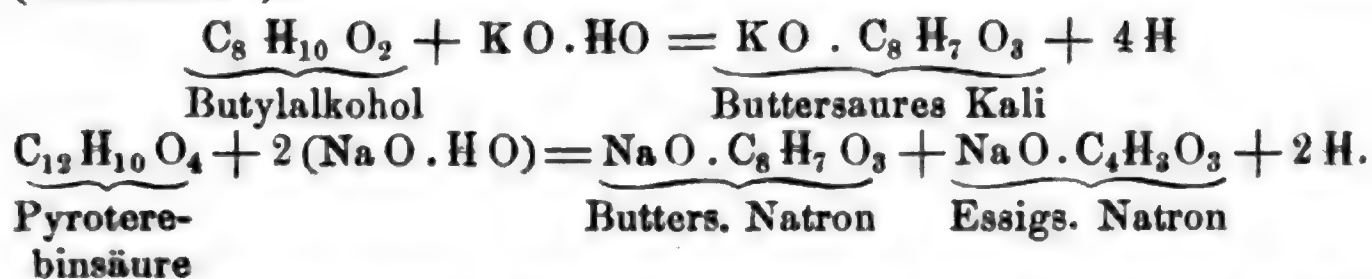 C₈ H₁₀ O₂ + KO . HO = KO . C₈ H₇ O₃ + 4 H
Butylalkohol Buttersaures Kali
C₁₂ H₁₀ O₄ + 2 (NaO . HO) = NaO . C₈ H₇ O₃ + NaO . C₄ H₃ O₃ + 2 H.
Pyrotere- Butters. Natron Essigs. Natron
binsäure